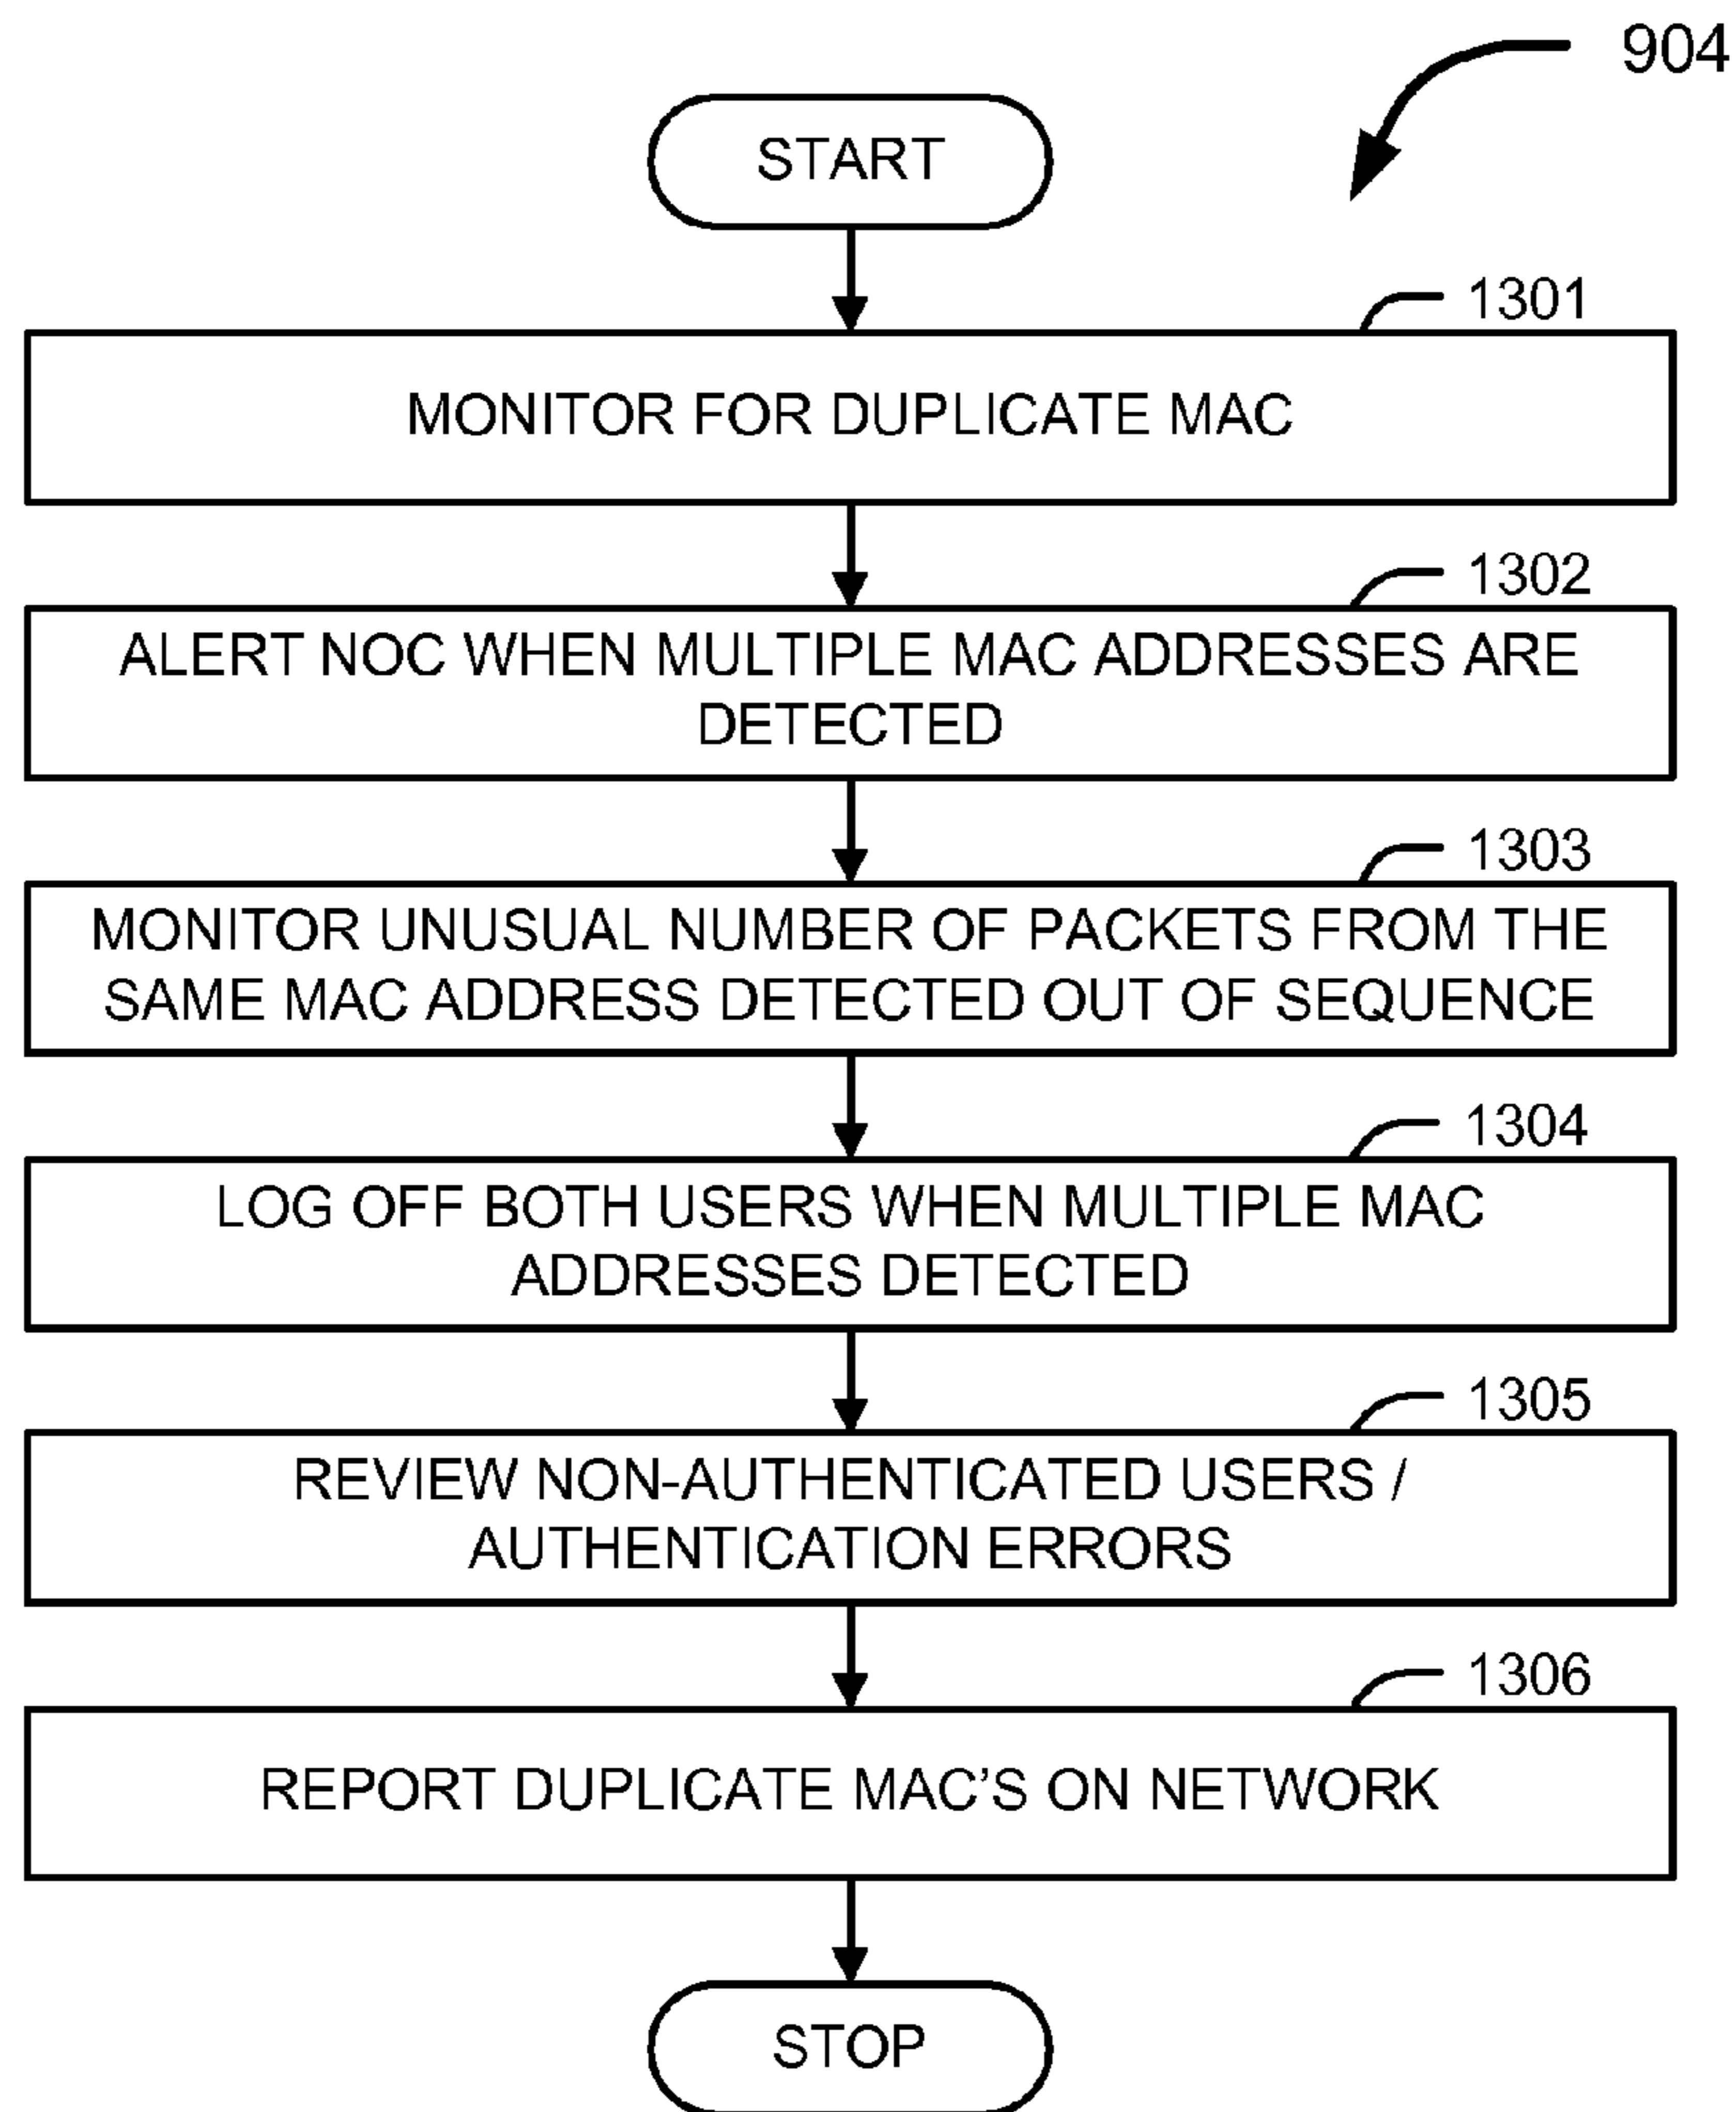 904
START
1301
MONITOR FOR DUPLICATE MAC
1302
ALERT NOC WHEN MULTIPLE MAC ADDRESSES ARE
DETECTED
1303
MONITOR UNUSUAL NUMBER OF PACKETS FROM THE
SAME MAC ADDRESS DETECTED OUT OF SEQUENCE
1304
LOG OFF BOTH USERS WHEN MULTIPLE MAC
ADDRESSES DETECTED
1305
REVIEW NON-AUTHENTICATED USERS /
AUTHENTICATION ERRORS
1306
REPORT DUPLICATE MAC’S ON NETWORK
STOP